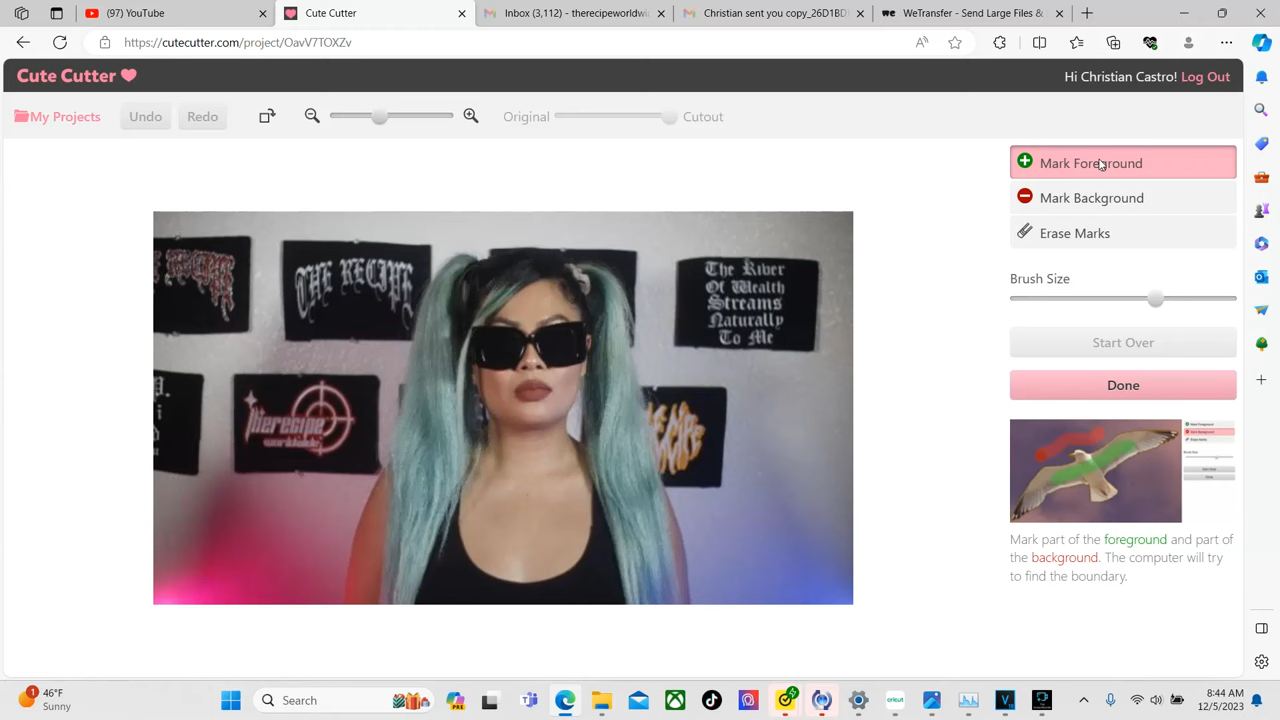 (97) YouTube
Cute Cutter
Inbox (3,112) - therecipeworldwi
Christian sent you copy_26D1BD
WeTransfer - Send Large Files &
https://cutecutter.com/project/OavV7TOXZv
Cute Cutter
Hi Christian Castro! Log Out
My Projects
Undo
Redo
Original
Cutout
Mark Foreground
Mark Background
Erase Marks
Brush Size
Start Over
Done
Mark part of the foreground and part of
the background. The computer will try
to find the boundary.
THE RECIPE
The River
Of Wealth
Streams
Naturally
To Me
therecipe
worldwide
1
46°F
Sunny
Search
PRE
cricut
8:44 AM
12/5/2023